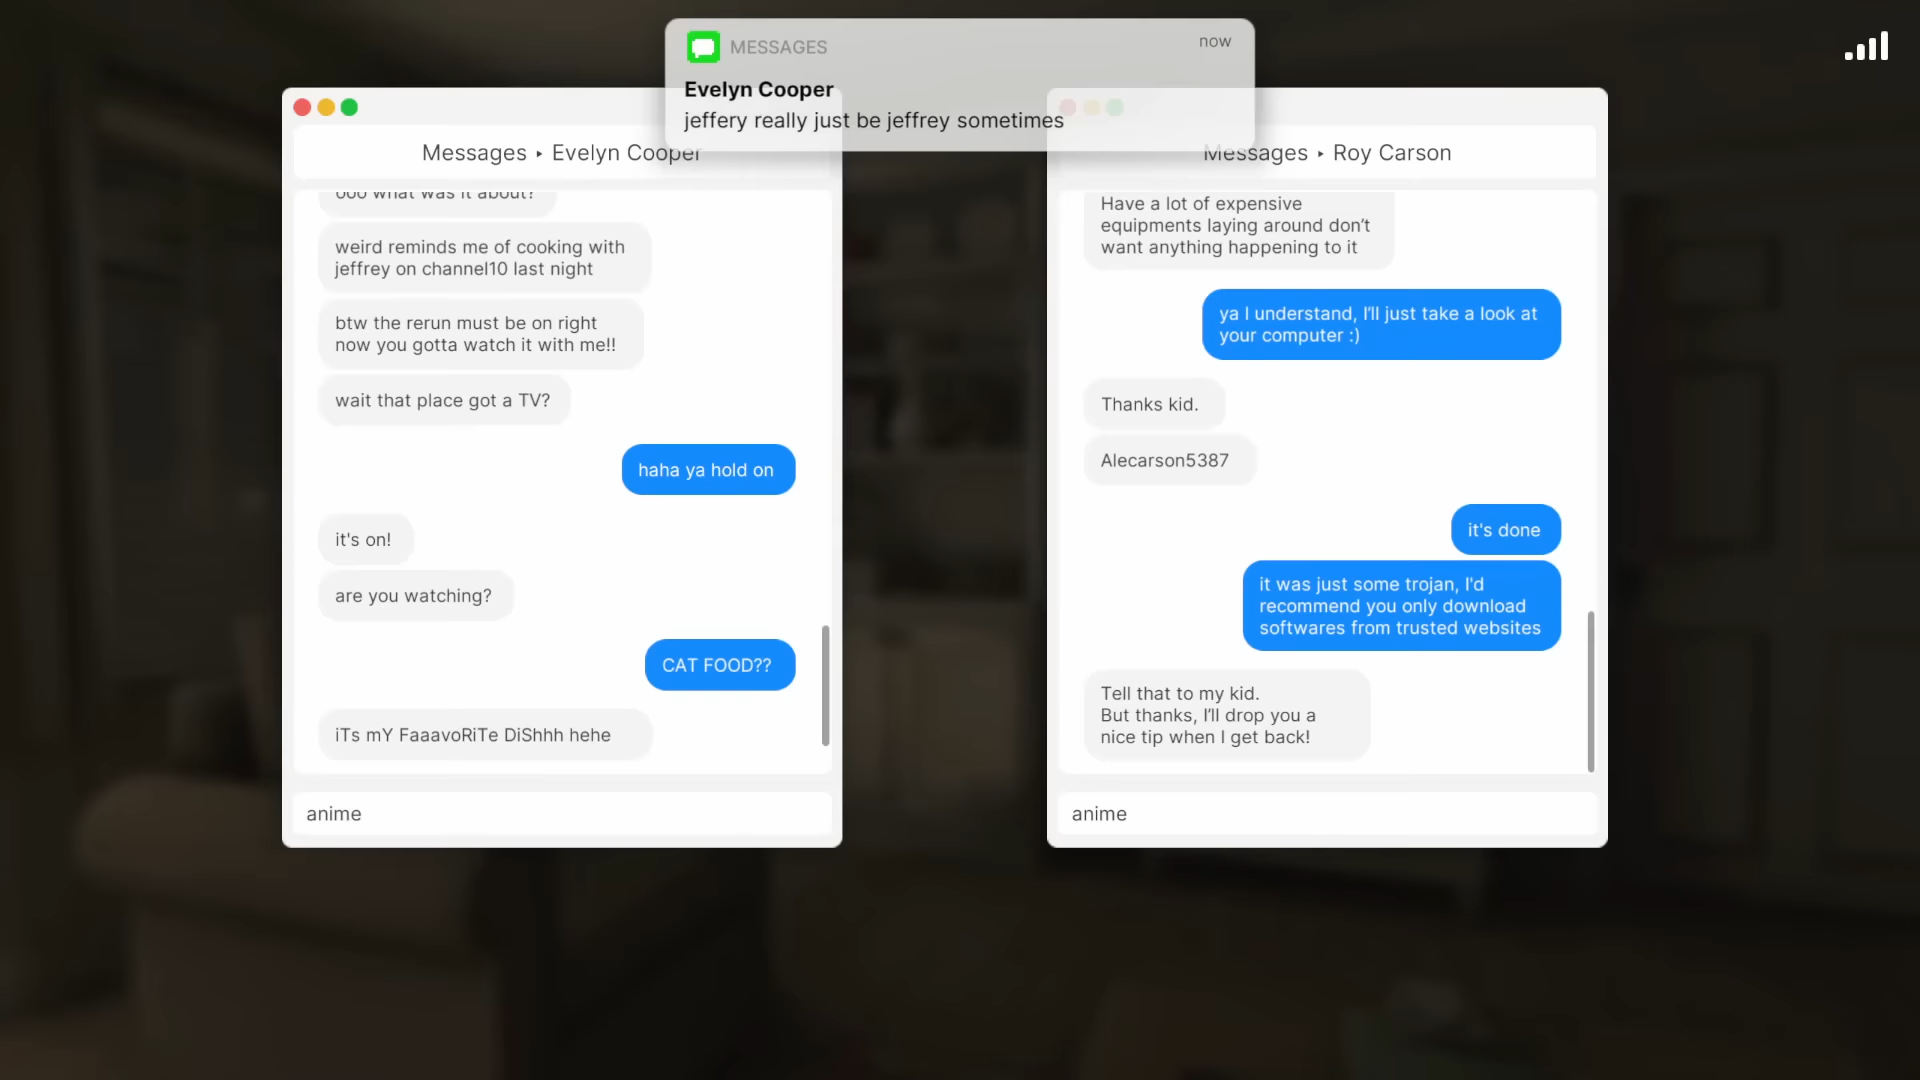 MESSAGES
now
Evelyn Cooper
jeffery really just be jeffrey sometimes
Messages ▸ Evelyn Cooper
ooo what was it about?
weird reminds me of cooking with
jeffrey on channel10 last night
btw the rerun must be on right
now you gotta watch it with me!!
wait that place got a TV?
haha ya hold on
it's on!
are you watching?
CAT FOOD??
iTs mY FaaavoRiTe DiShhh hehe
anime
Messages ▸ Roy Carson
Have a lot of expensive
equipments laying around don’t
want anything happening to it
ya I understand, I’ll just take a look at
your computer :)
Thanks kid.
Alecarson5387
it's done
it was just some trojan, I'd
recommend you only download
softwares from trusted websites
Tell that to my kid.
But thanks, I’ll drop you a
nice tip when I get back!
anime